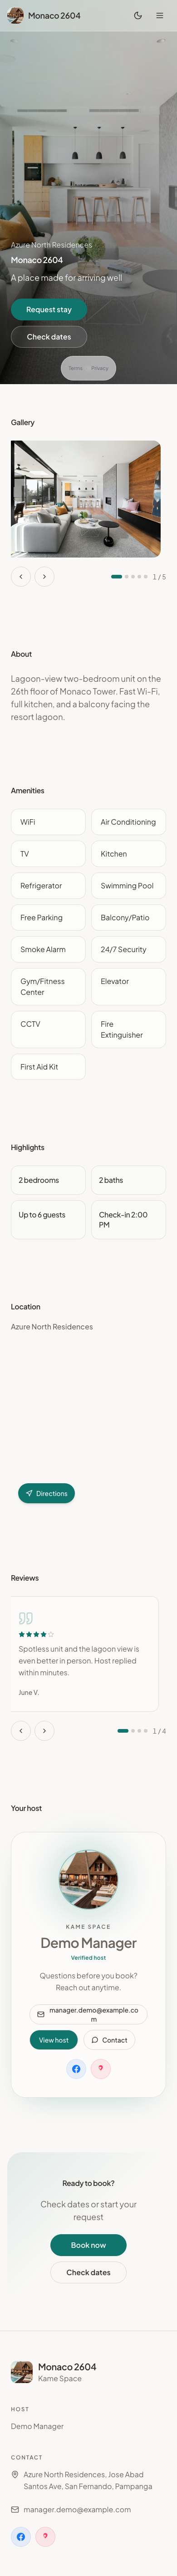 Monaco 2604
Azure North Residences
Monaco 2604
A place made for arriving well
Request stay
Check dates
Terms Privacy
Gallery
1 / 5
About
Lagoon-view two-bedroom unit on the
26th floor of Monaco Tower. Fast Wi-Fi,
full kitchen, and a balcony facing the
resort lagoon.
Amenities
WiFi
Air Conditioning
TV
Kitchen
Refrigerator
Swimming Pool
Free Parking
Balcony/Patio
Smoke Alarm
24/7 Security
Gym/Fitness
Center
Elevator
CCTV
Fire
Extinguisher
First Aid Kit
Highlights
2 bedrooms
2 baths
Up to 6 guests
Check-in 2:00
PM
Location
Azure North Residences
Directions
Reviews
Spotless unit and the lagoon view is
even better in person. Host replied
within minutes.
June V.
1 / 4
Your host
KAME SPACE
Demo Manager
Verified host
Questions before you book?
Reach out anytime.
manager.demo@example.co
m
View host
Contact
Ready to book?
Check dates or start your
request
Book now
Check dates
Monaco 2604
Kame Space
HOST
Demo Manager
CONTACT
Azure North Residences, Jose Abad
Santos Ave, San Fernando, Pampanga
manager.demo@example.com